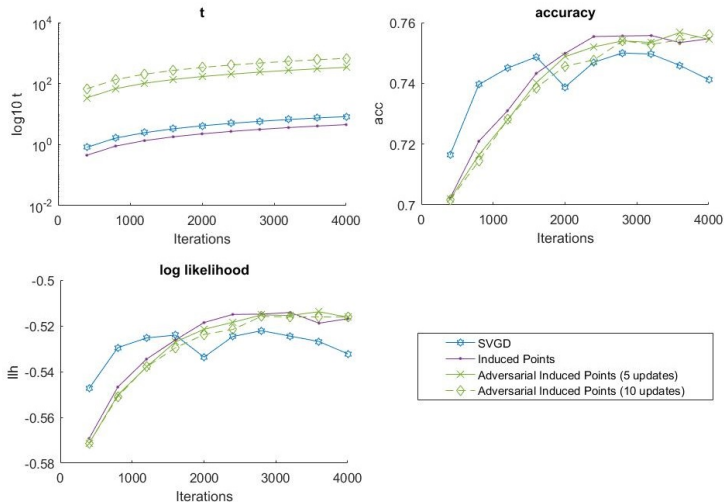 t
10^4
10^2
10^0
10^-2
log10 t
0
1000
2000
3000
4000
Iterations
accuracy
0.76
0.74
0.72
0.7
acc
0
1000
2000
3000
4000
Iterations
log likelihood
-0.5
-0.52
-0.54
-0.56
-0.58
llh
0
1000
2000
3000
4000
Iterations
SVGD
Induced Points
Adversarial Induced Points (5 updates)
Adversarial Induced Points (10 updates)